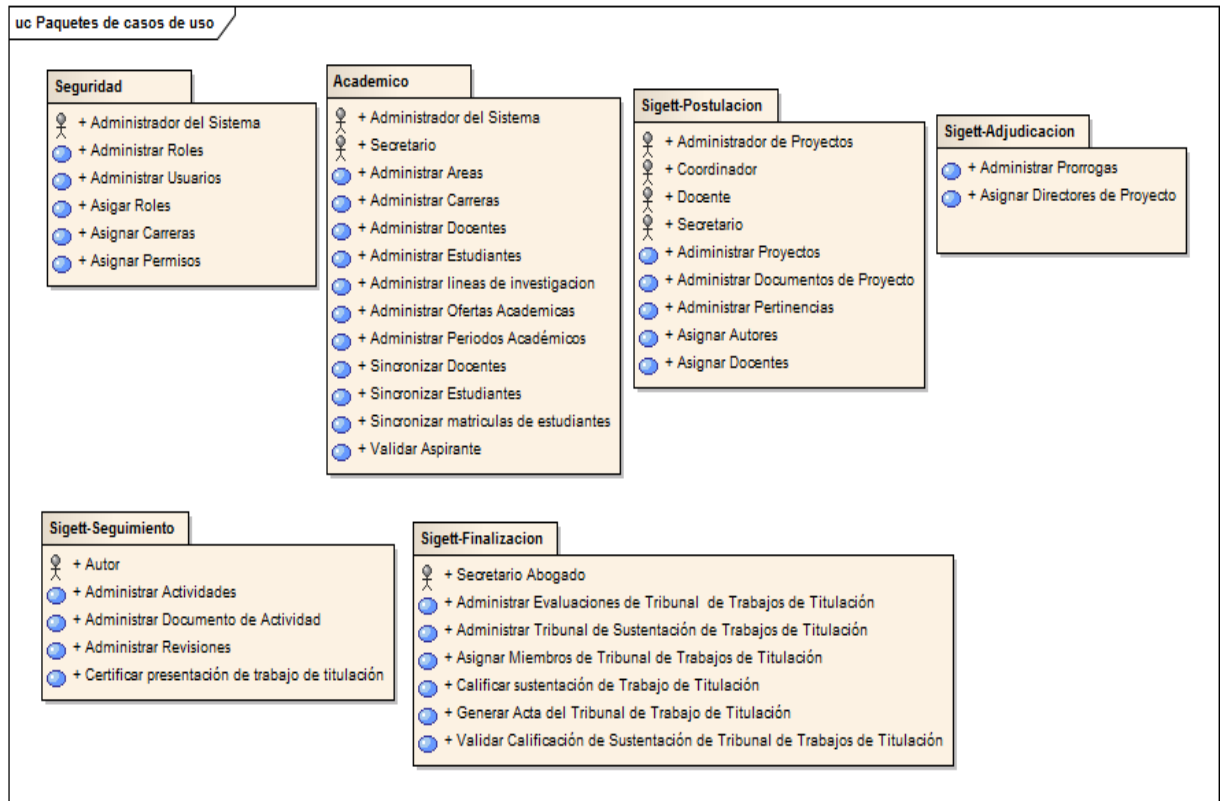 uc Paquetes de casos de uso
Seguridad
+ Administrador del Sistema
+ Administrar Roles
+ Administrar Usuarios
+ Asigar Roles
+ Asignar Carreras
+ Asignar Permisos
Academico
+ Administrador del Sistema
+ Secretario
+ Administrar Areas
+ Administrar Carreras
+ Administrar Docentes
+ Administrar Estudiantes
+ Administrar lineas de investigacion
+ Administrar Ofertas Academicas
+ Administrar Periodos Académicos
+ Sincronizar Docentes
+ Sincronizar Estudiantes
+ Sincronizar matriculas de estudiantes
+ Validar Aspirante
Sigett-Postulacion
+ Administrador de Proyectos
+ Coordinador
+ Docente
+ Secretario
+ Adiministrar Proyectos
+ Administrar Documentos de Proyecto
+ Administrar Pertinencias
+ Asignar Autores
+ Asignar Docentes
Sigett-Adjudicacion
+ Administrar Prorrogas
+ Asignar Directores de Proyecto
Sigett-Seguimiento
+ Autor
+ Administrar Actividades
+ Administrar Documento de Actividad
+ Administrar Revisiones
+ Certificar presentación de trabajo de titulación
Sigett-Finalizacion
+ Secretario Abogado
+ Administrar Evaluaciones de Tribunal de Trabajos de Titulación
+ Administrar Tribunal de Sustentación de Trabajos de Titulación
+ Asignar Miembros de Tribunal de Trabajos de Titulación
+ Calificar sustentación de Trabajo de Titulación
+ Generar Acta del Tribunal de Trabajo de Titulación
+ Validar Calificación de Sustentación de Tribunal de Trabajos de Titulación